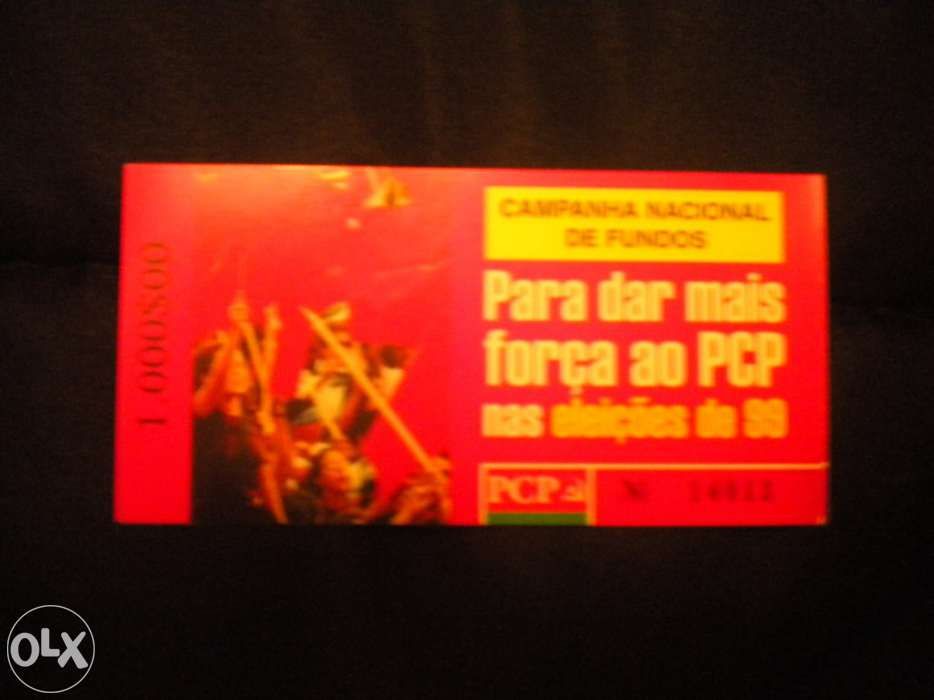 1.000$00
CAMPANHA NACIONAL
DE FUNDOS
Para dar mais
força ao PCP
nas eleições de 99
PCP
Nº
OLX